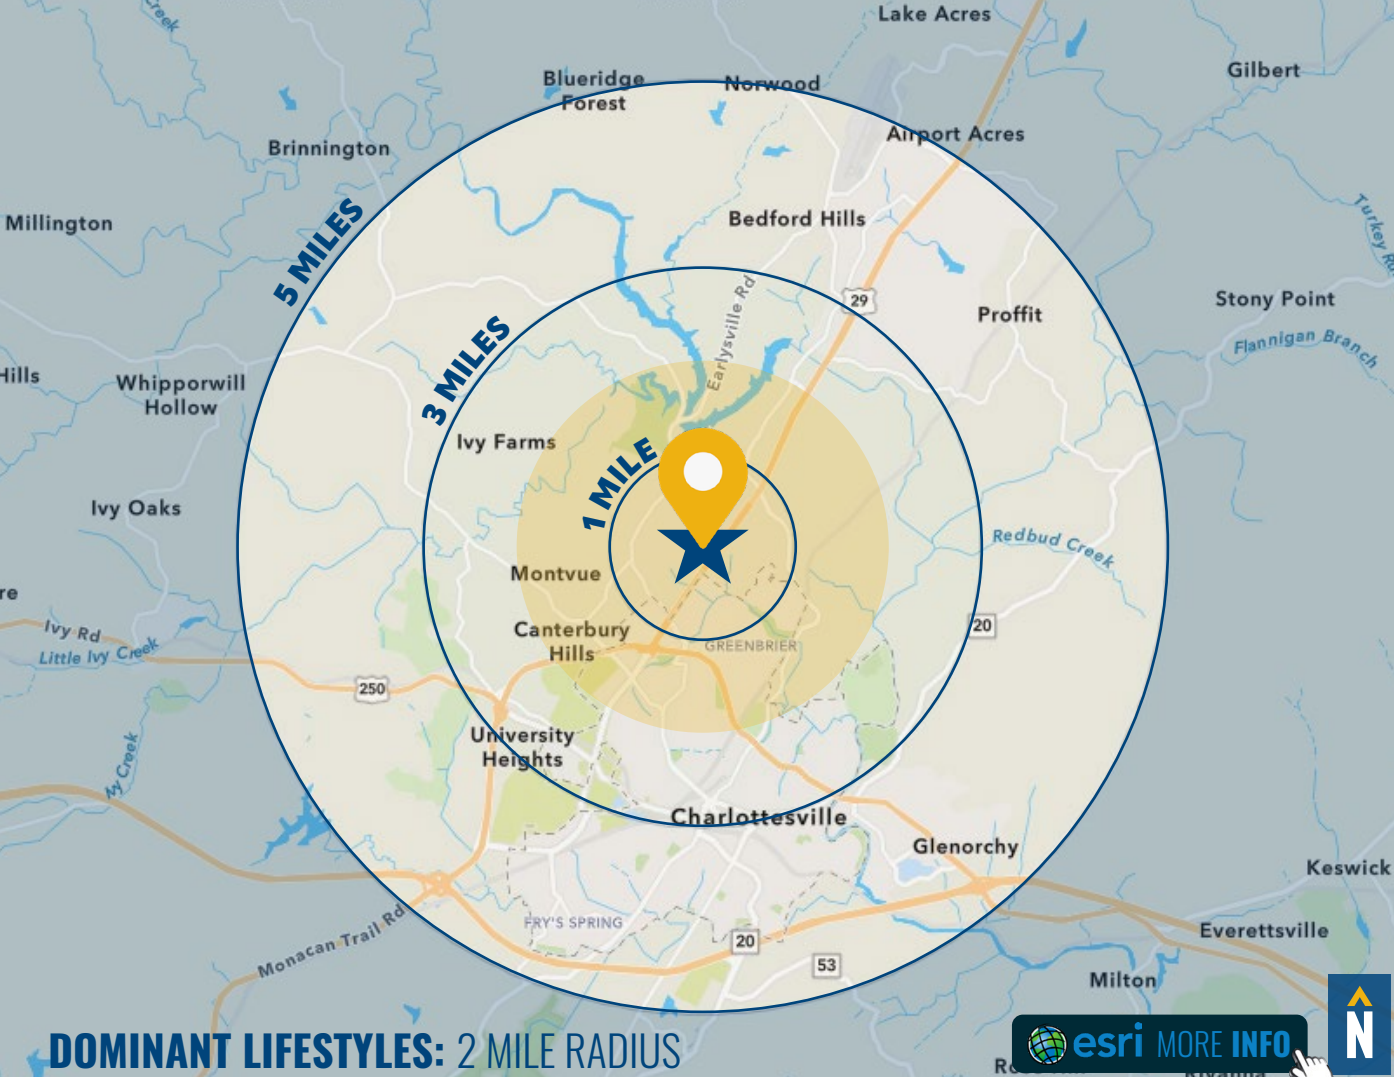 Creek
Lake Acres
Gilbert
Blueridge
Forest
Norwood
Airport Acres
Brinnington
Millington
5 MILES
Bedford Hills
Turkey
Earlysville Rd
29
Stony Point
Proffit
3 MILES
Flannigan Branch
Hills
Whipporwill
Hollow
Ivy Farms
1 MILE
Ivy Oaks
Redbud Creek
Montvue
re
Ivy Rd
Little Ivy Creek
Canterbury
Hills
GREENBRIER
20
250
University
Heights
Ivy Creek
Charlottesville
Glenorchy
Keswick
Monacan Trail Rd
FRY'S SPRING
20
53
Everettsville
Milton
N
DOMINANT LIFESTYLES: 2 MILE RADIUS
esri MORE INFO